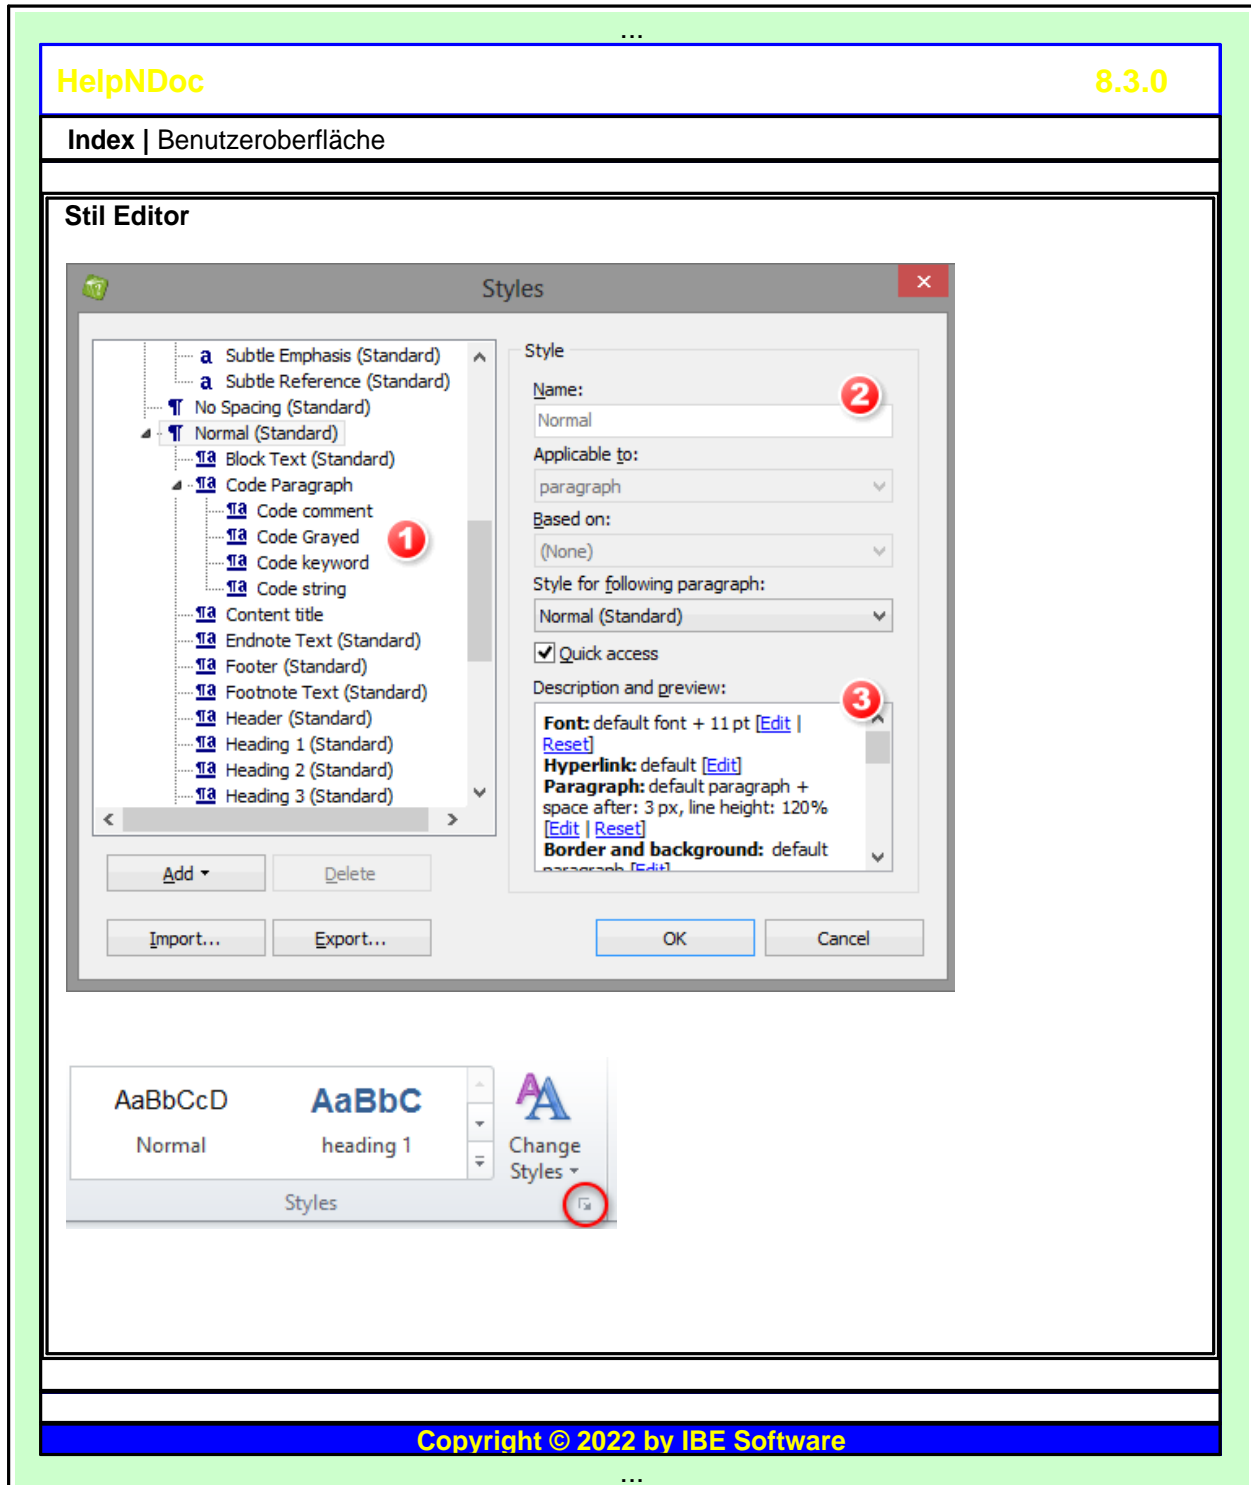 ...
HelpNDoc 8.3.0
Index | Benutzeroberfläche
Stil Editor
Styles
a Subtle Emphasis (Standard)
a Subtle Reference (Standard)
¶ No Spacing (Standard)
¶ Normal (Standard)
¶a Block Text (Standard)
¶a Code Paragraph
¶a Code comment
¶a Code Grayed
¶a Code keyword
¶a Code string
¶a Content title
¶a Endnote Text (Standard)
¶a Footer (Standard)
¶a Footnote Text (Standard)
¶a Header (Standard)
¶a Heading 1 (Standard)
¶a Heading 2 (Standard)
¶a Heading 3 (Standard)
1
Add
Delete
Import...
Export...
Style
Name:
2
Normal
Applicable to:
paragraph
Based on:
(None)
Style for following paragraph:
Normal (Standard)
Quick access
Description and preview:
3
Font: default font + 11 pt [Edit |
Reset]
Hyperlink: default [Edit]
Paragraph: default paragraph +
space after: 3 px, line height: 120%
[Edit | Reset]
Border and background: default
paragraph [Edit]
OK
Cancel
AaBbCcD AaBbC
Normal heading 1
Change
Styles
Styles
Copyright © 2022 by IBE Software
...